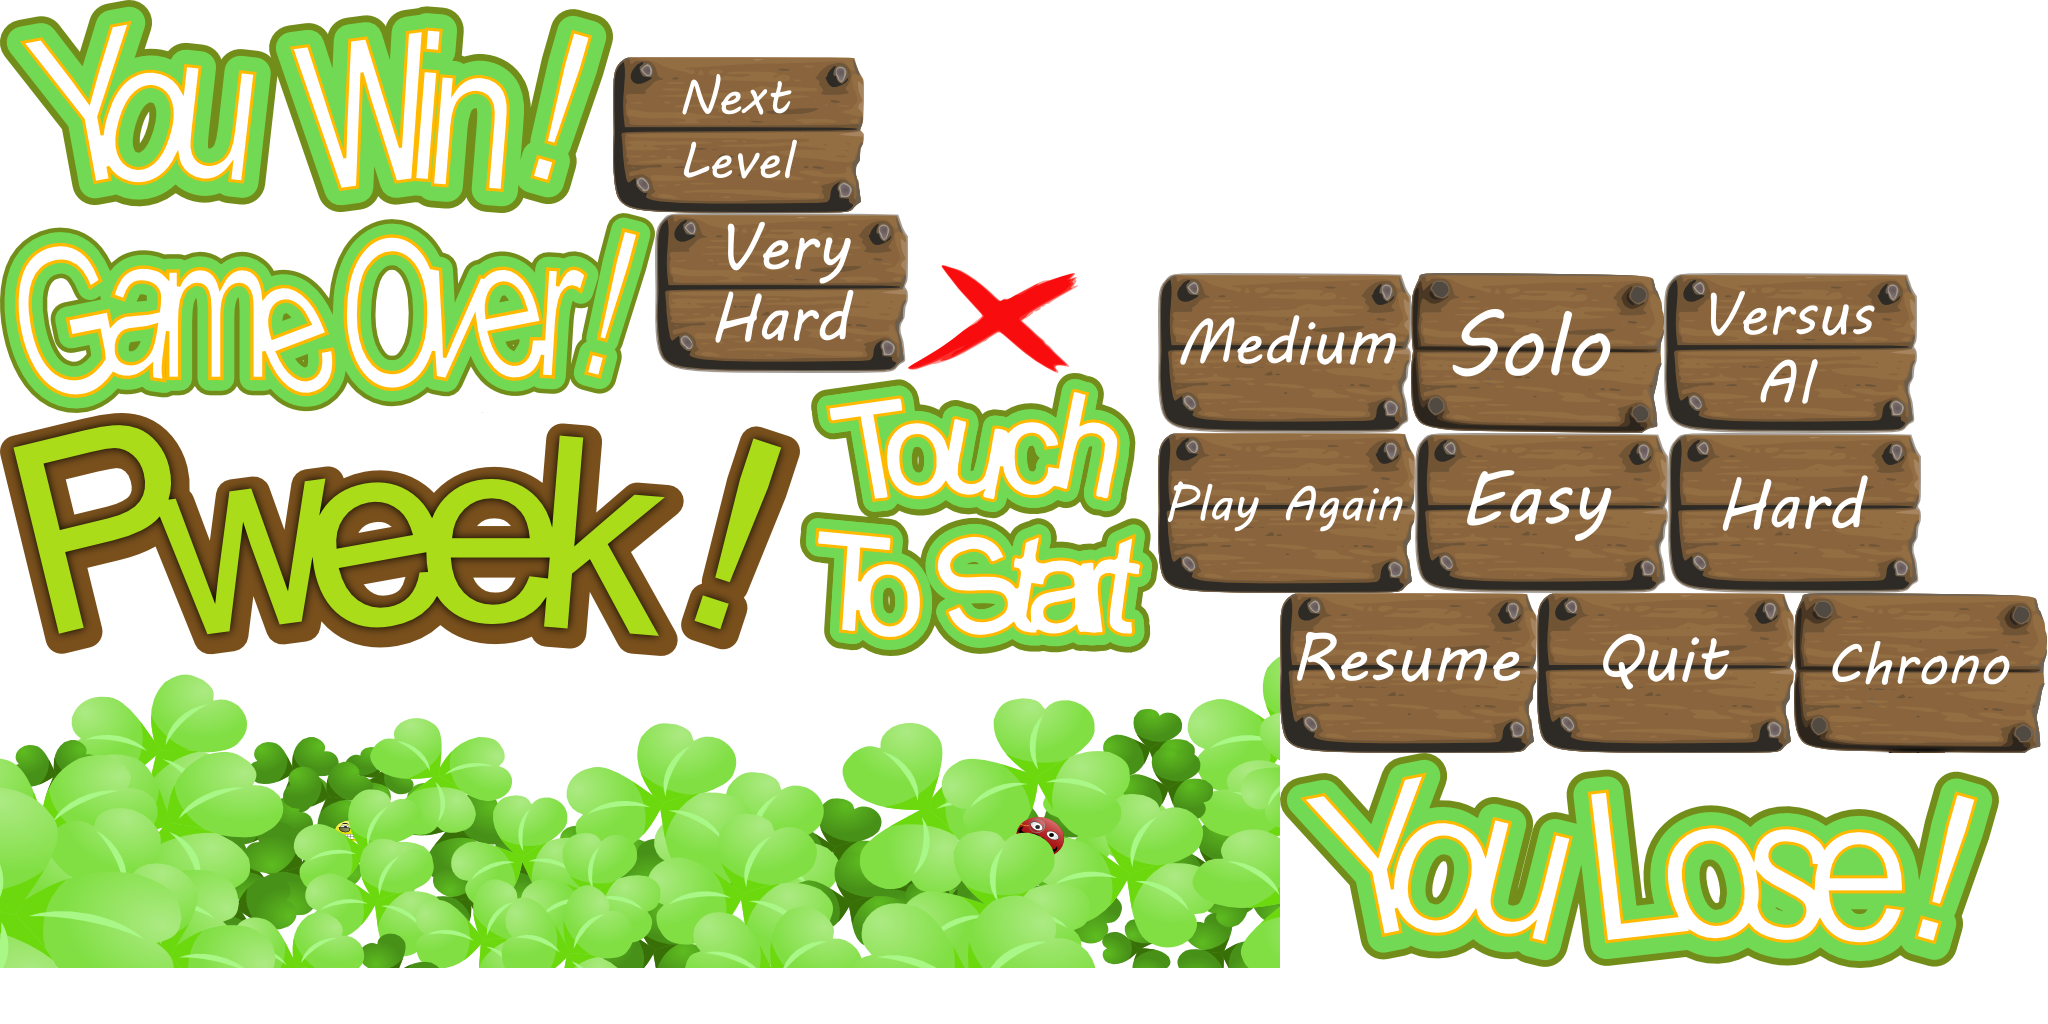 You Win!
Next
Level
Game Over!
Very
Hard
Medium
Solo
Versus
AI
Pweek!
Touch
To Start
Play Again
Easy
Hard
Resume
Quit
Chrono
You Lose!